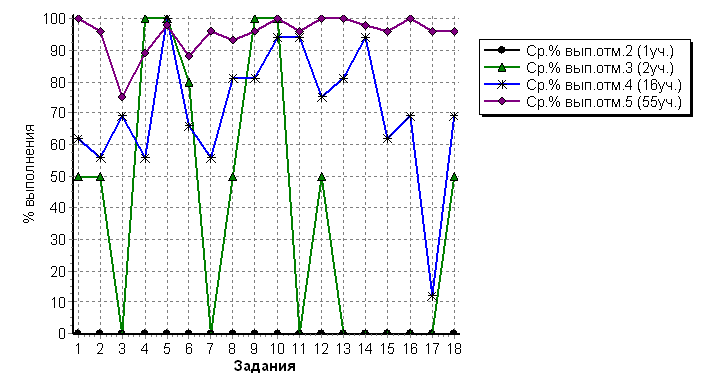 100
90
80
70
60
50
40
30
20
10
0
% выполнения
1 2 3 4 5 6 7 8 9 10 11 12 13 14 15 16 17 18
Задания
Ср.% вып.отм.2 (1уч.)
Ср.% вып.отм.3 (2уч.)
Ср.% вып.отм.4 (16уч.)
Ср.% вып.отм.5 (55уч.)